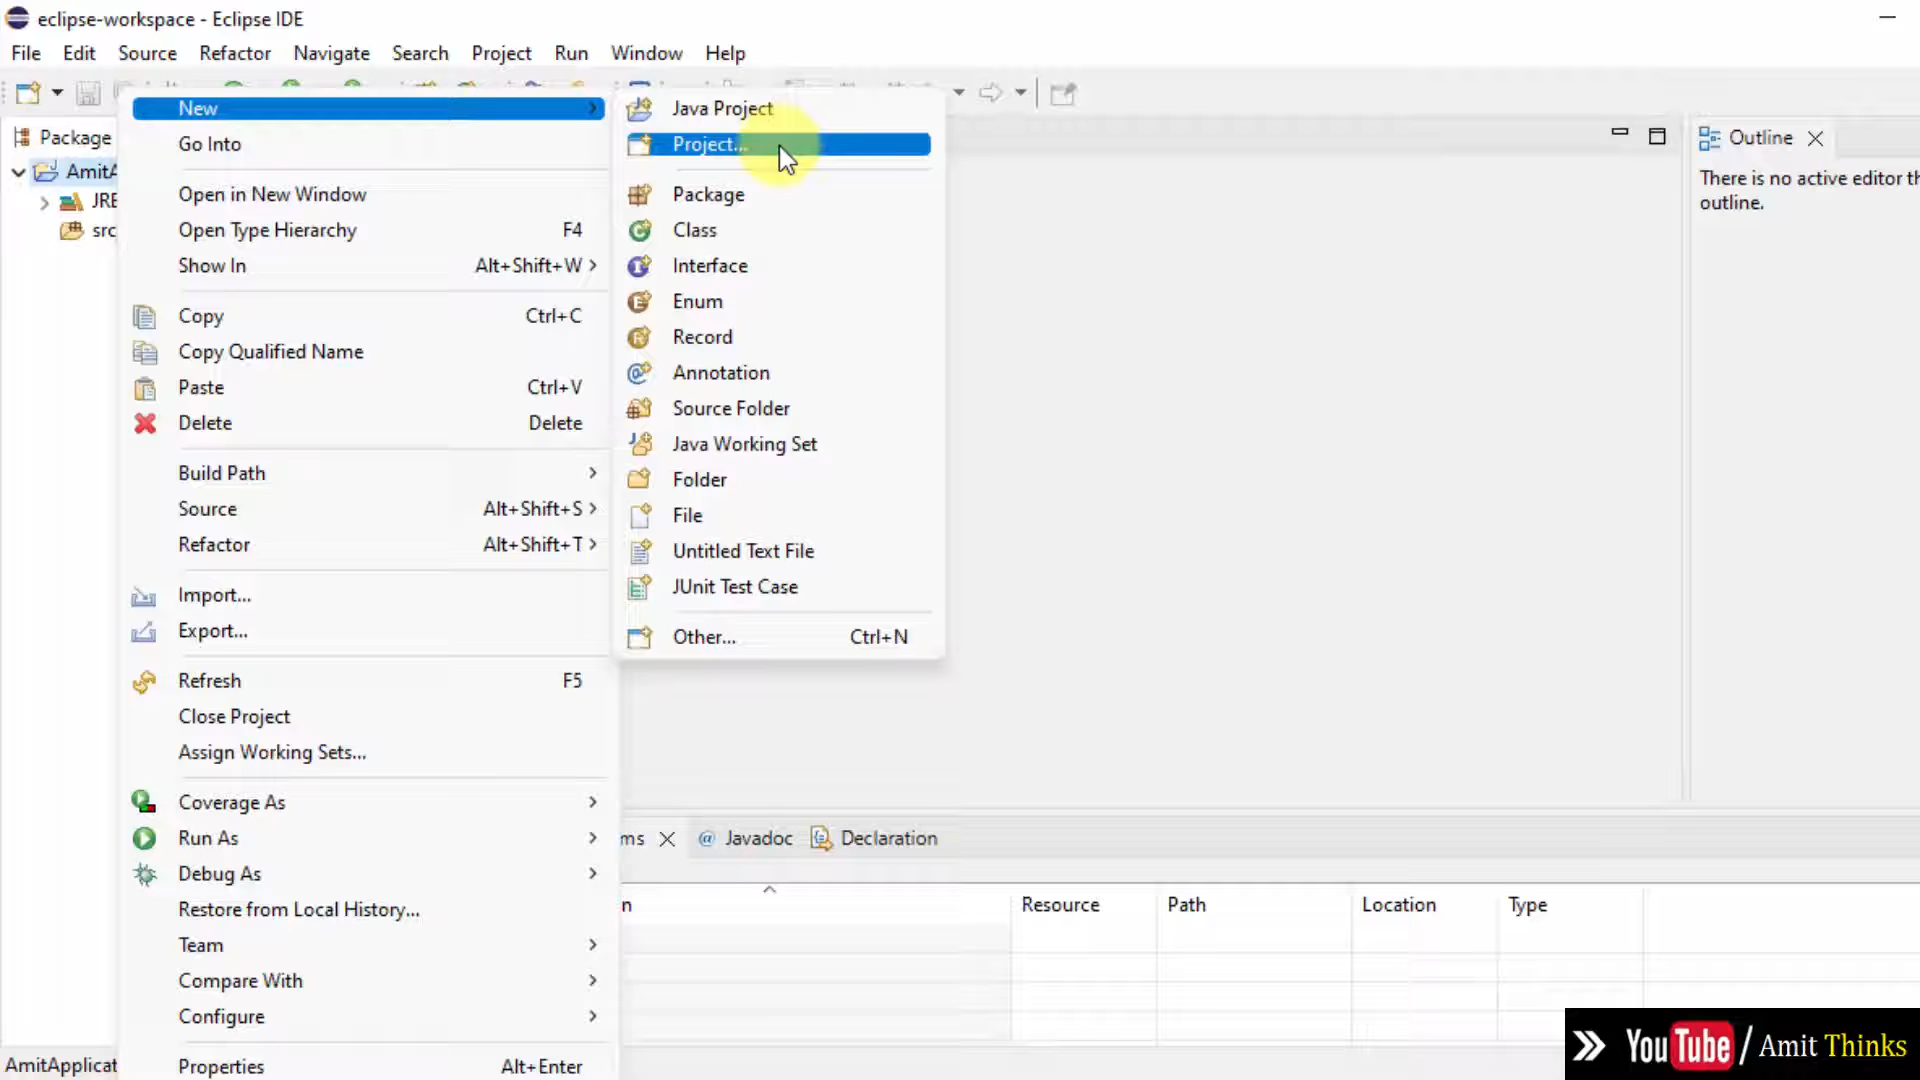 eclipse-workspace - Eclipse IDE
File Edit Source Refactor Navigate Search Project Run Window Help
Package
AmitA
JRE
src
New
Go Into
Open in New Window
Open Type Hierarchy F4
Show In Alt+Shift+W
Copy Ctrl+C
Copy Qualified Name
Paste Ctrl+V
Delete Delete
Build Path
Source Alt+Shift+S
Refactor Alt+Shift+T
Import...
Export...
Refresh F5
Close Project
Assign Working Sets...
Coverage As
Run As
Debug As
Restore from Local History...
Team
Compare With
Configure
Properties Alt+Enter
Java Project
Project...
Package
Class
Interface
Enum
Record
Annotation
Source Folder
Java Working Set
Folder
File
Untitled Text File
JUnit Test Case
Other... Ctrl+N
Outline
There is no active editor th
outline.
ms @ Javadoc Declaration
n Resource Path Location Type
AmitApplicat
YouTube / Amit Thinks